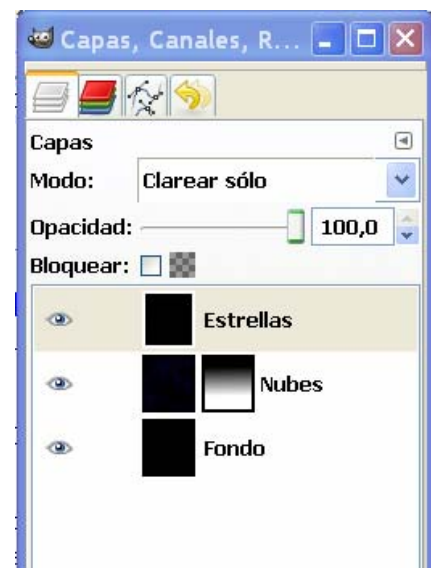 Capas, Canales, R...
Capas
Modo: Clarear sólo
Opacidad: 100,0
Bloquear:
Estrellas
Nubes
Fondo